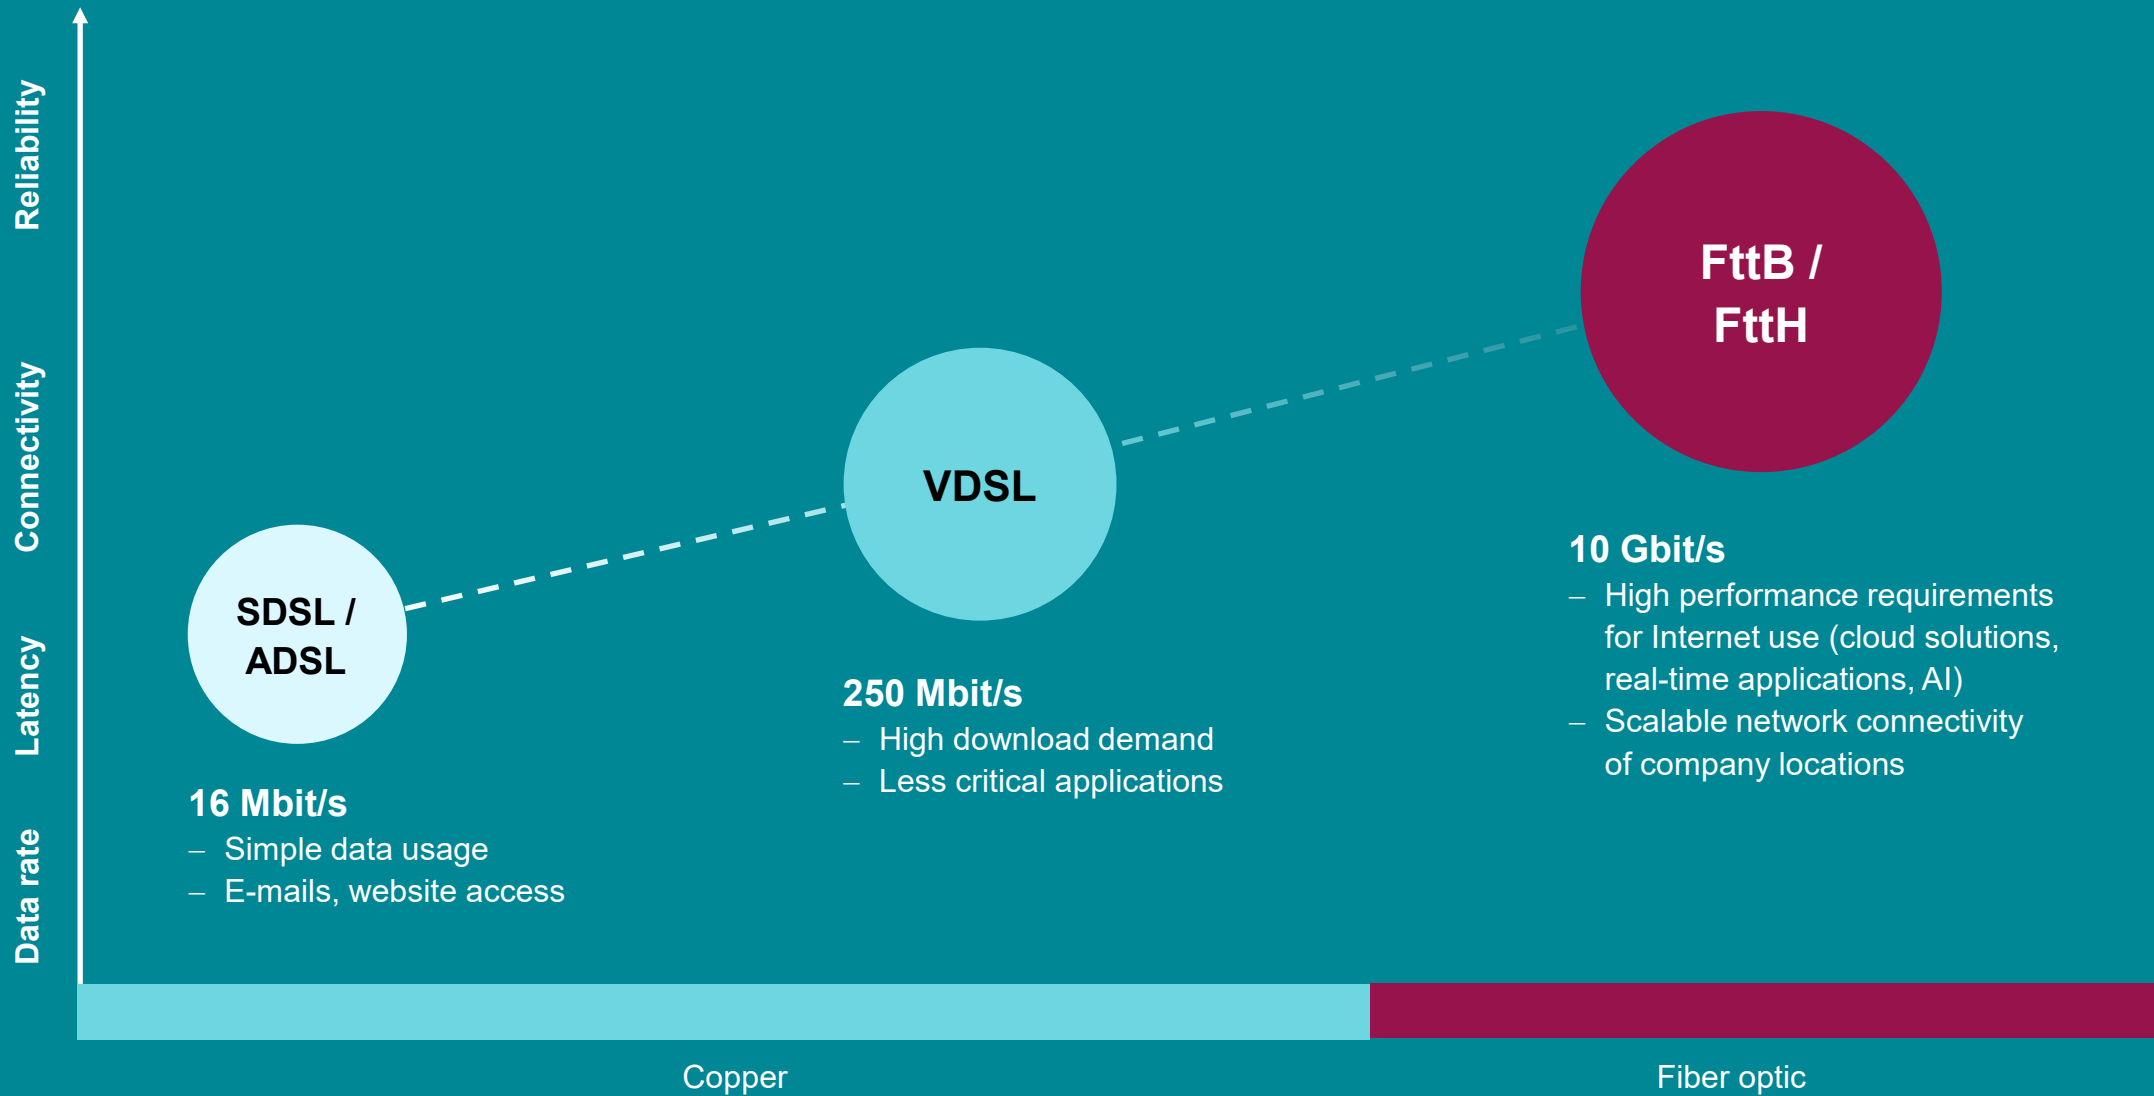 Reliability
Connectivity
Latency
Data rate
SDSL /
ADSL
16 Mbit/s
– Simple data usage
– E-mails, website access
VDSL
250 Mbit/s
– High download demand
– Less critical applications
FttB /
FttH
10 Gbit/s
– High performance requirements
for Internet use (cloud solutions,
real-time applications, AI)
– Scalable network connectivity
of company locations
Copper
Fiber optic